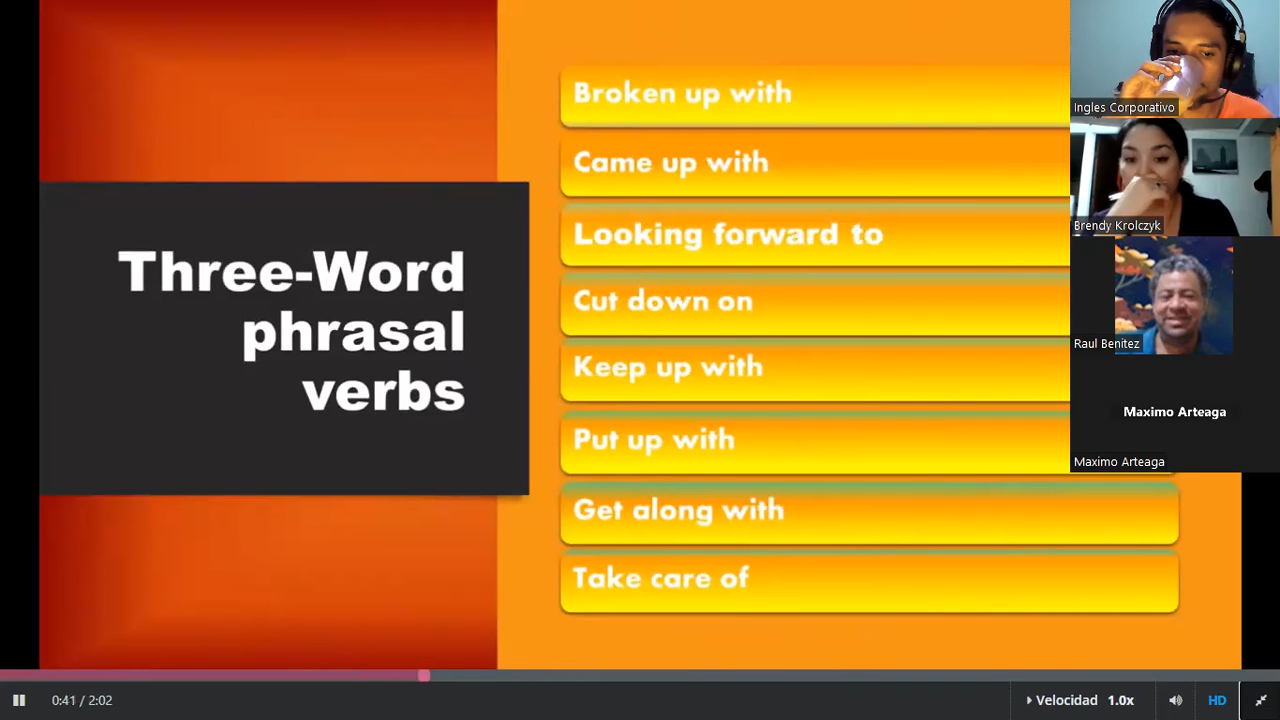 Three-Word
phrasal
verbs
Broken up with
Came up with
Looking forward to
Cut down on
Keep up with
Put up with
Get along with
Take care of
Ingles Corporativo
Brendy Krolczyk
Raul Benitez
Maximo Arteaga
Maximo Arteaga
0:41 / 2:02
Velocidad 1.0x
HD